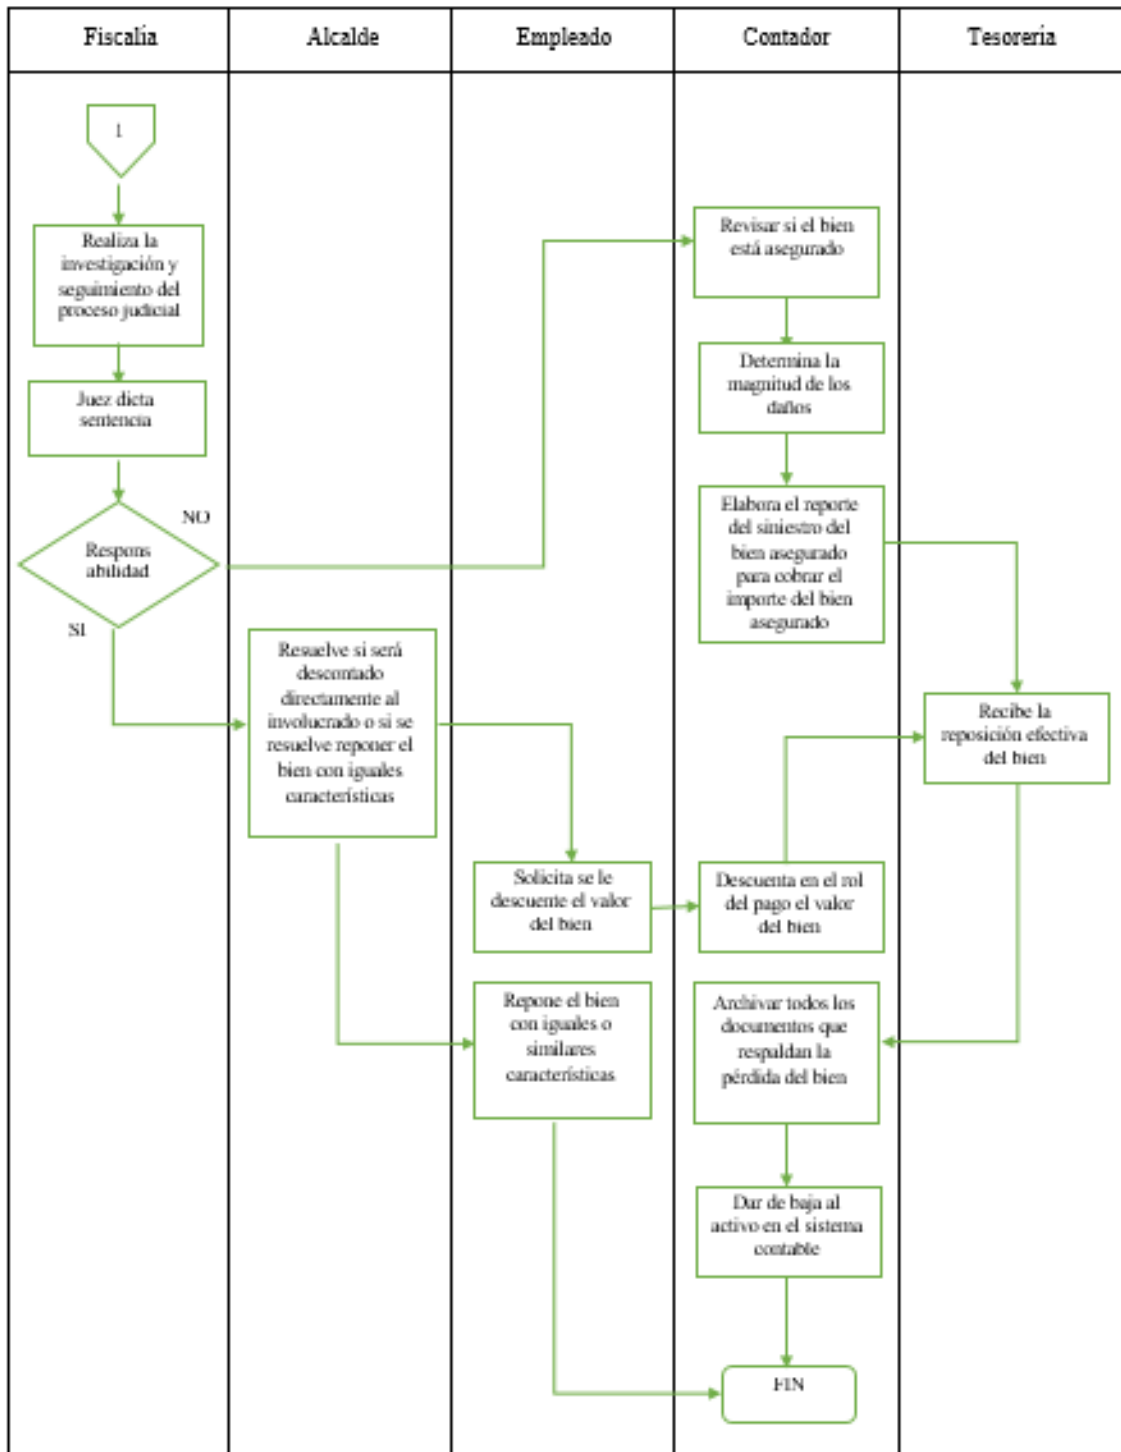 Fiscalía
Alcalde
Empleado
Contador
Tesorería
1
Realiza la
investigación y
seguimiento del
proceso judicial
Juez dicta
sentencia
NO
Respons
abilidad
SI
Resuelve si será
descontado
directamente al
involucrado o si se
resuelve reponer el
bien con iguales
características
Solicita se le
descuente el valor
del bien
Repone el bien
con iguales o
similares
características
Revisar si el bien
está asegurado
Determina la
magnitud de los
daños
Elabora el reporte
del siniestro del
bien asegurado
para cobrar el
importe del bien
asegurado
Descuenta en el rol
del pago el valor
del bien
Archivar todos los
documentos que
respaldan la
pérdida del bien
Dar de baja al
activo en el sistema
contable
FIN
Recibe la
reposición efectiva
del bien